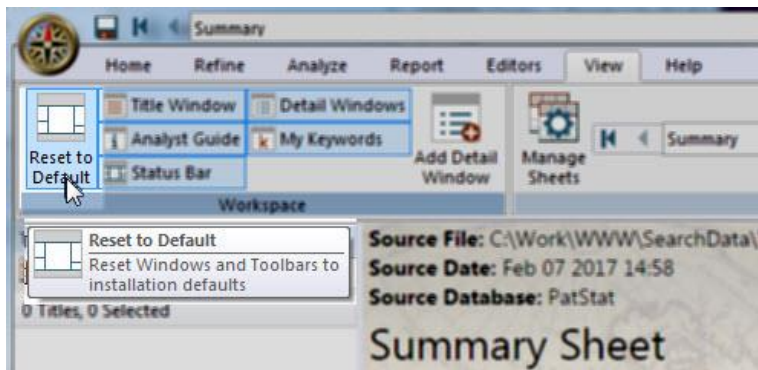 Summary
Home Refine Analyze Report Editors View Help
Title Window Detail Windows
Analyst Guide My Keywords
Status Bar
Reset to
Default
Add Detail
Window
Manage
Sheets
Summary
Workspace
Reset to Default
Reset Windows and Toolbars to
installation defaults
0 Titles, 0 Selected
Source File: C:\Work\WWW\SearchData\
Source Date: Feb 07 2017 14:58
Source Database: PatStat
Summary Sheet